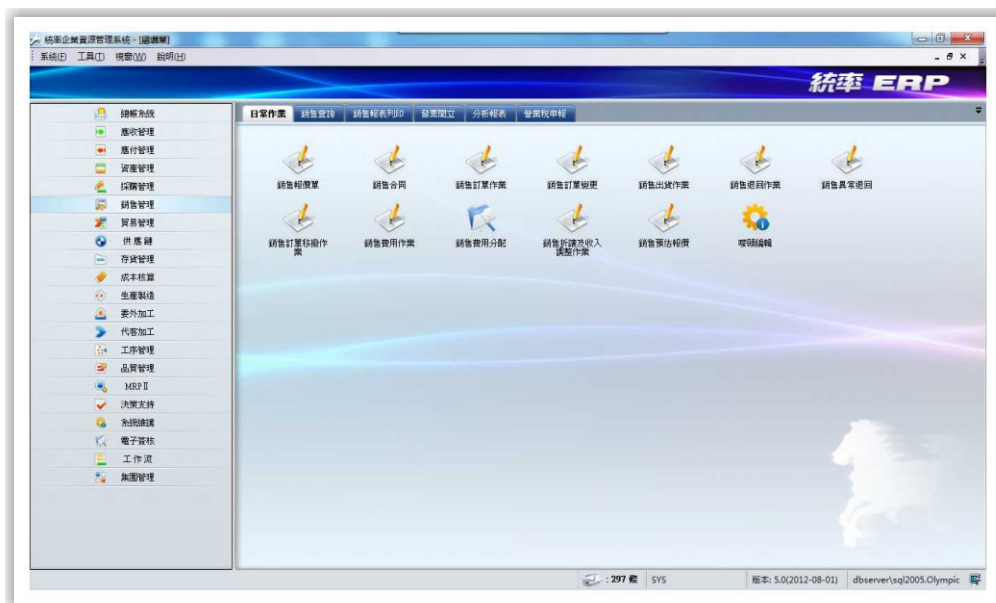 統率企業資源管理系統 - [總選單]
系統(F) 工具(T) 視窗(W) 說明(H)
統率 ERP
總帳系統
應收管理
應付管理
資產管理
採購管理
銷售管理
貿易管理
供應鏈
存貨管理
成本核算
生產製造
委外加工
代客加工
工序管理
品質管理
MRPⅡ
決策支持
系統維護
電子簽核
工作流
集團管理
日常作業 銷售查詢 銷售報表列印 發票開立 分析報表 營業稅申報
銷售報價單 銷售合同 銷售訂單作業 銷售訂單變更 銷售出貨作業 銷售退回作業 銷售異常退回
銷售訂單移撥作業 銷售費用作業 銷售費用分配 銷售折讓及收入調整作業 銷售預估報價 嘜頭編輯
: 297 條 SYS 版本: 5.0(2012-08-01) dbserver\sql2005.Olympic